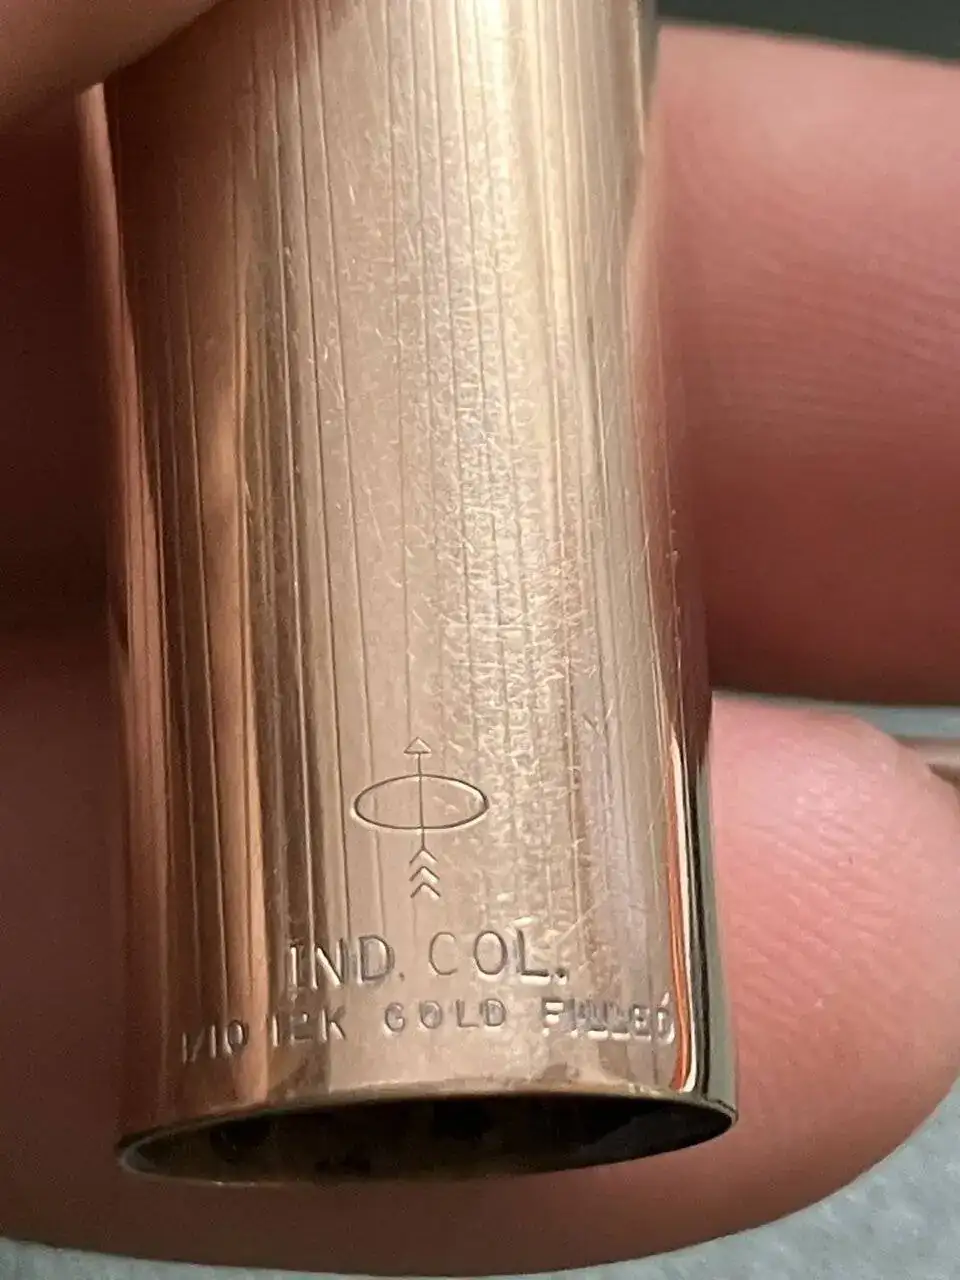 IND. COL.
1/10 12K GOLD FILLED